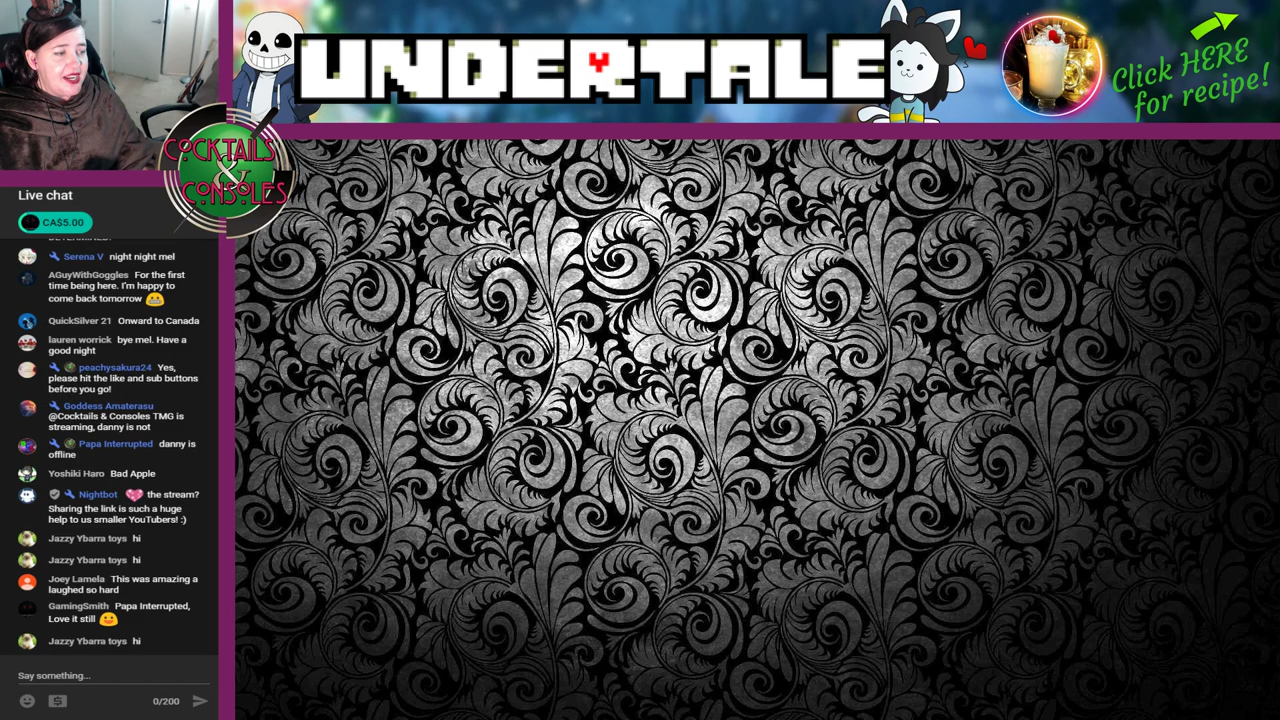 UNDERTALE
Click HERE
for recipe!
COCKTAILS
&
CONSOLES
Live chat
CA$5.00
Serena V night night mel
AGuyWithGoggles For the first
time being here. I'm happy to
come back tomorrow
QuickSilver 21 Onward to Canada
lauren worrick bye mel. Have a
good night
peachysakura24 Yes,
please hit the like and sub buttons
before you go!
Goddess Amaterasu
@Cocktails & Consoles TMG is
streaming, danny is not
Papa Interrupted danny is
offline
Yoshiki Haro Bad Apple
Nightbot the stream?
Sharing the link is such a huge
help to us smaller YouTubers! :)
Jazzy Ybarra toys hi
Jazzy Ybarra toys hi
Joey Lamela This was amazing a
laughed so hard
GamingSmith Papa Interrupted,
Love it still
Jazzy Ybarra toys hi
Say something...
0/200